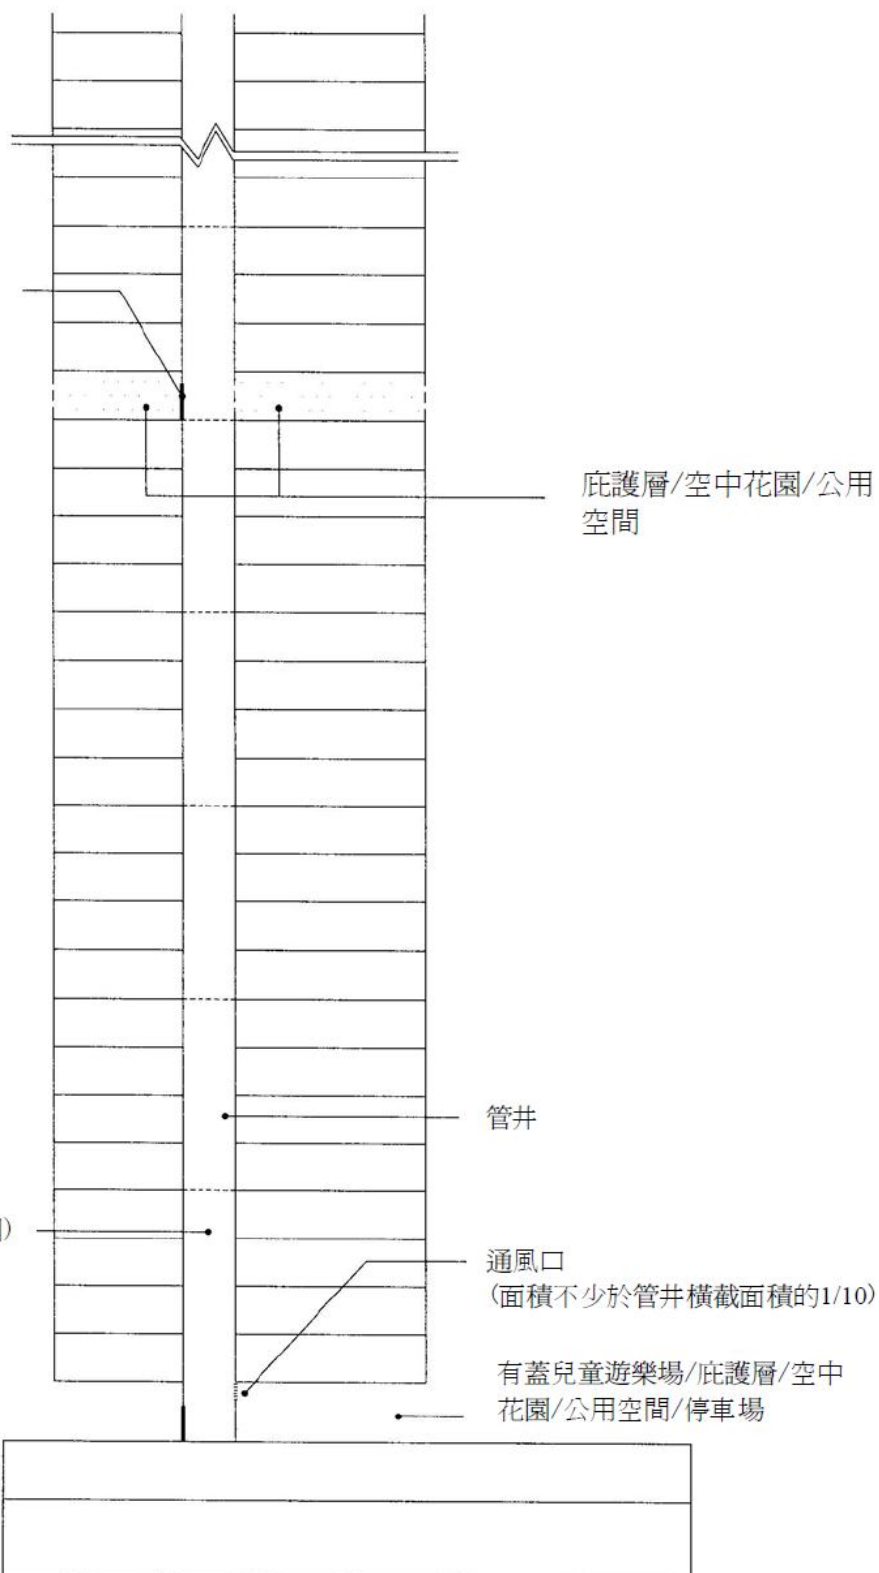 庇護層/空中花園/公用
空間
管井
通風口
(面積不少於管井橫截面積的1/10)
有蓋兒童遊樂場/庇護層/空中
花園/公用空間/停車場